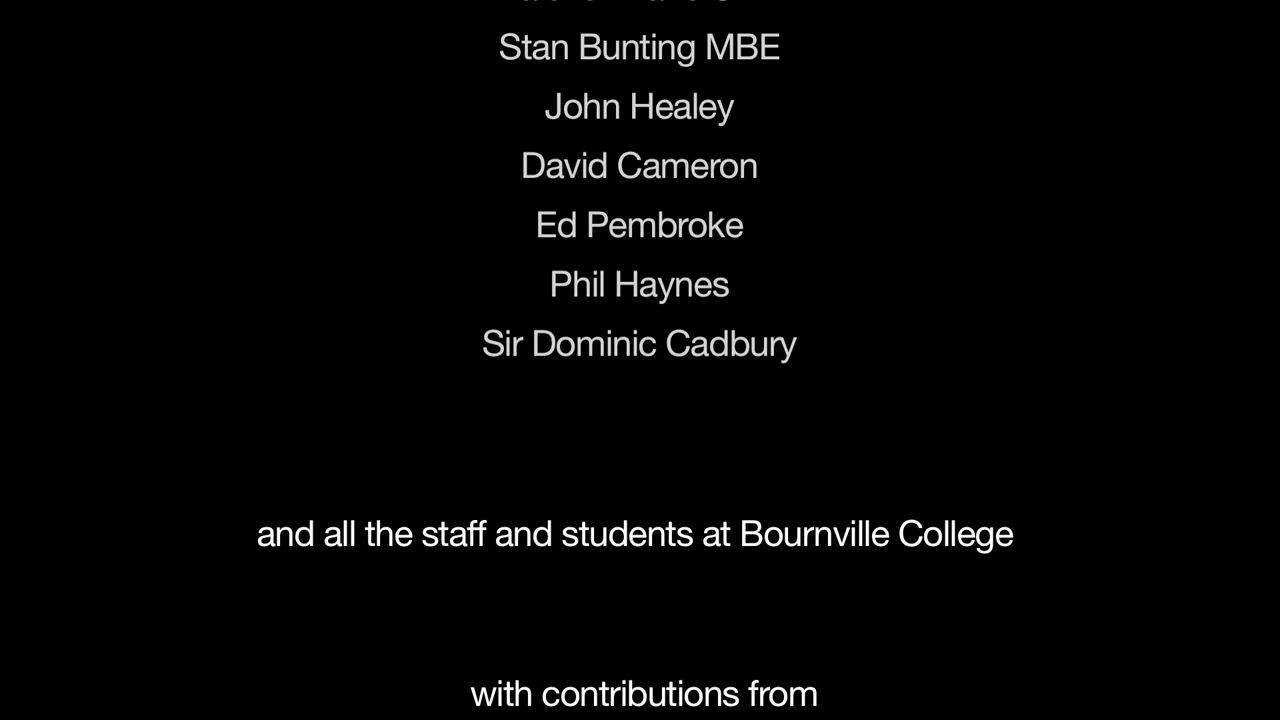 Stan Bunting MBE
John Healey
David Cameron
Ed Pembroke
Phil Haynes
Sir Dominic Cadbury
and all the staff and students at Bournville College
with contributions from